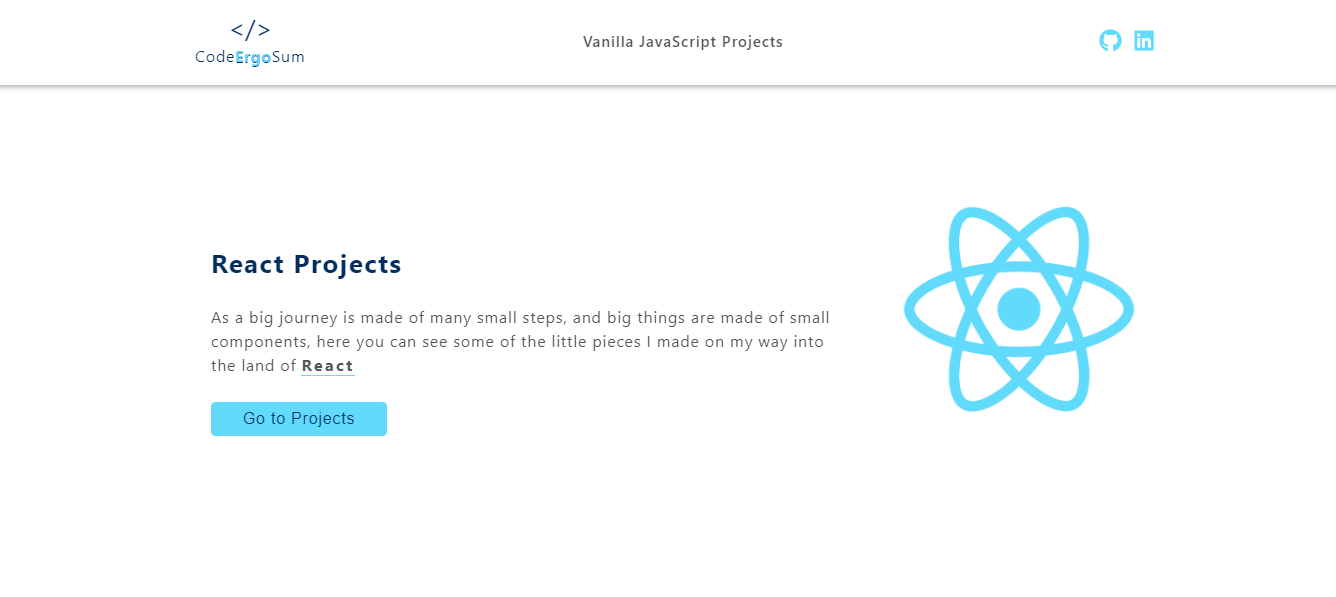 </>
CodeErgoSum
Vanilla JavaScript Projects
in
React Projects
As a big journey is made of many small steps, and big things are made of small
components, here you can see some of the little pieces I made on my way into
the land of React
Go to Projects